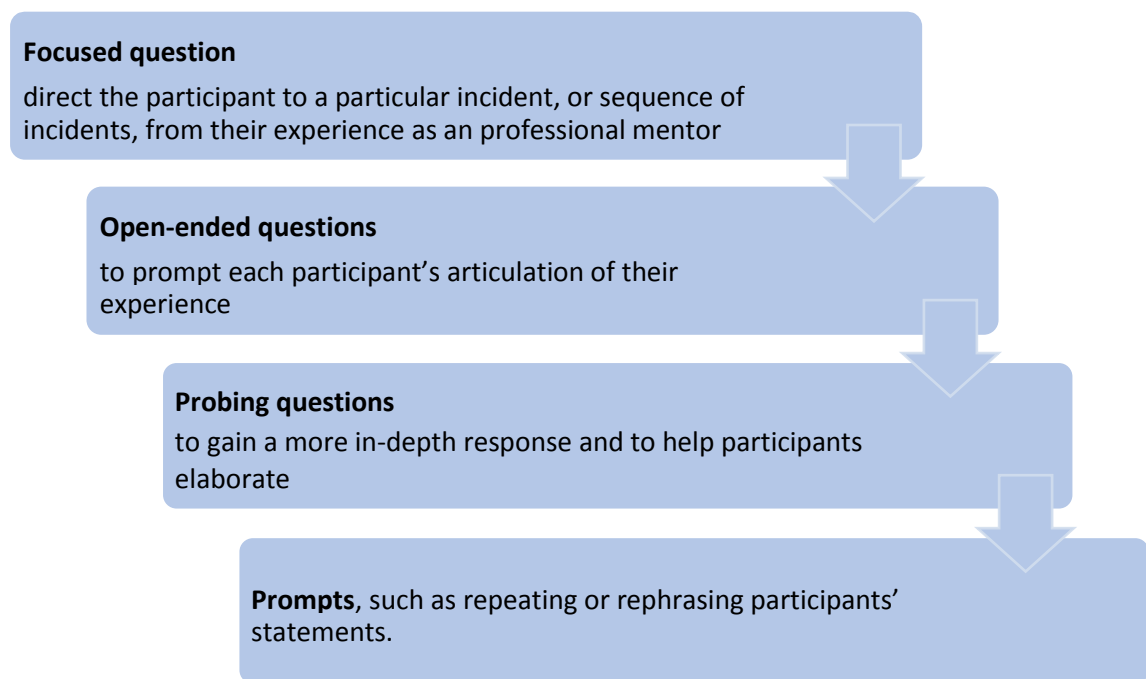 Focused question
direct the participant to a particular incident, or sequence of
incidents, from their experience as an professional mentor
Open-ended questions
to prompt each participant’s articulation of their
experience
Probing questions
to gain a more in-depth response and to help participants
elaborate
Prompts, such as repeating or rephrasing participants’
statements.